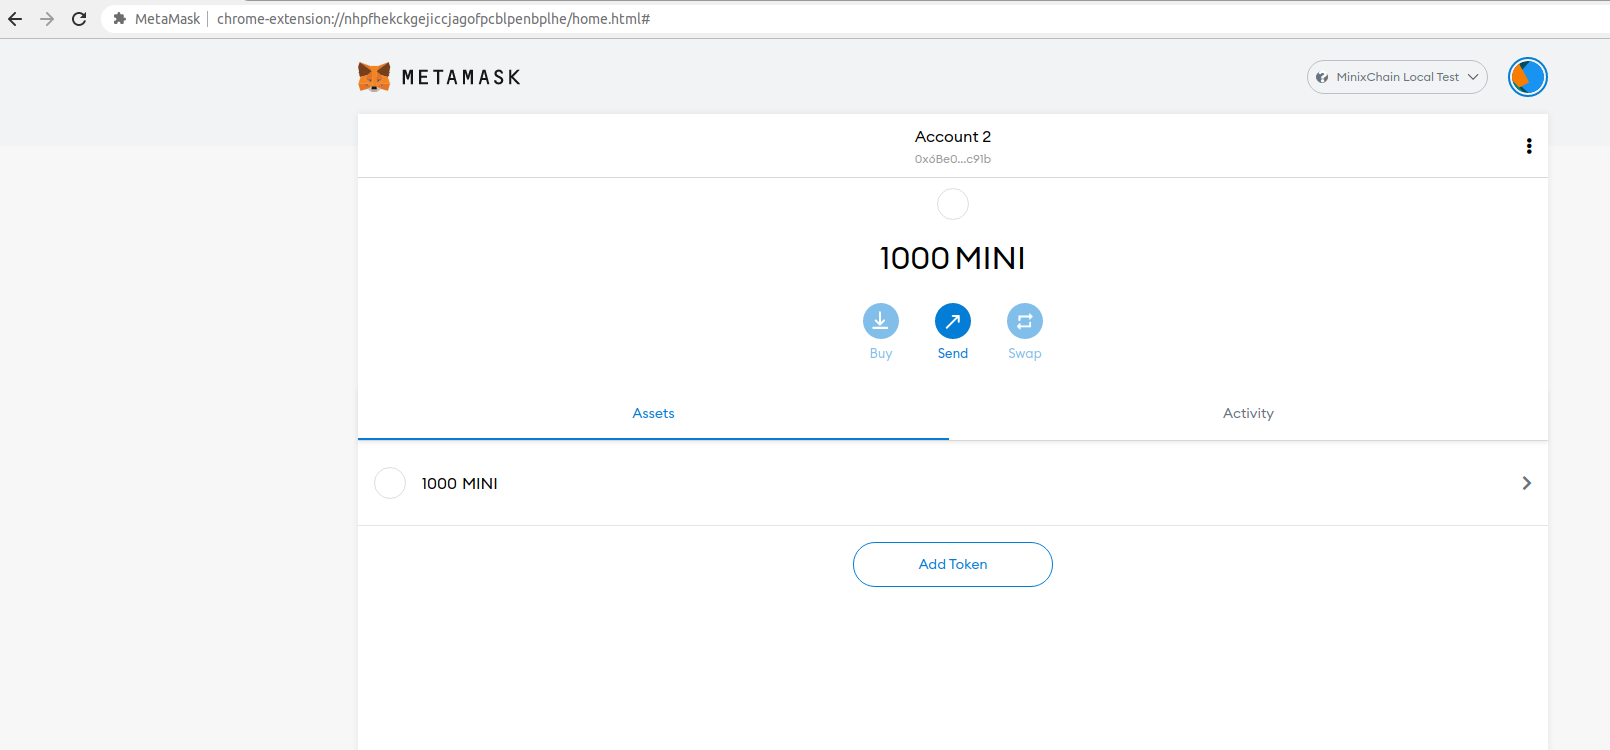 MetaMask chrome-extension://nhpfhekckgejiccjagofpcblpenbplhe/home.html#
METAMASK
MinixChain Local Test
Account 2
0x6Be0...c91b
1000 MINI
Buy Send Swap
Assets Activity
1000 MINI
Add Token